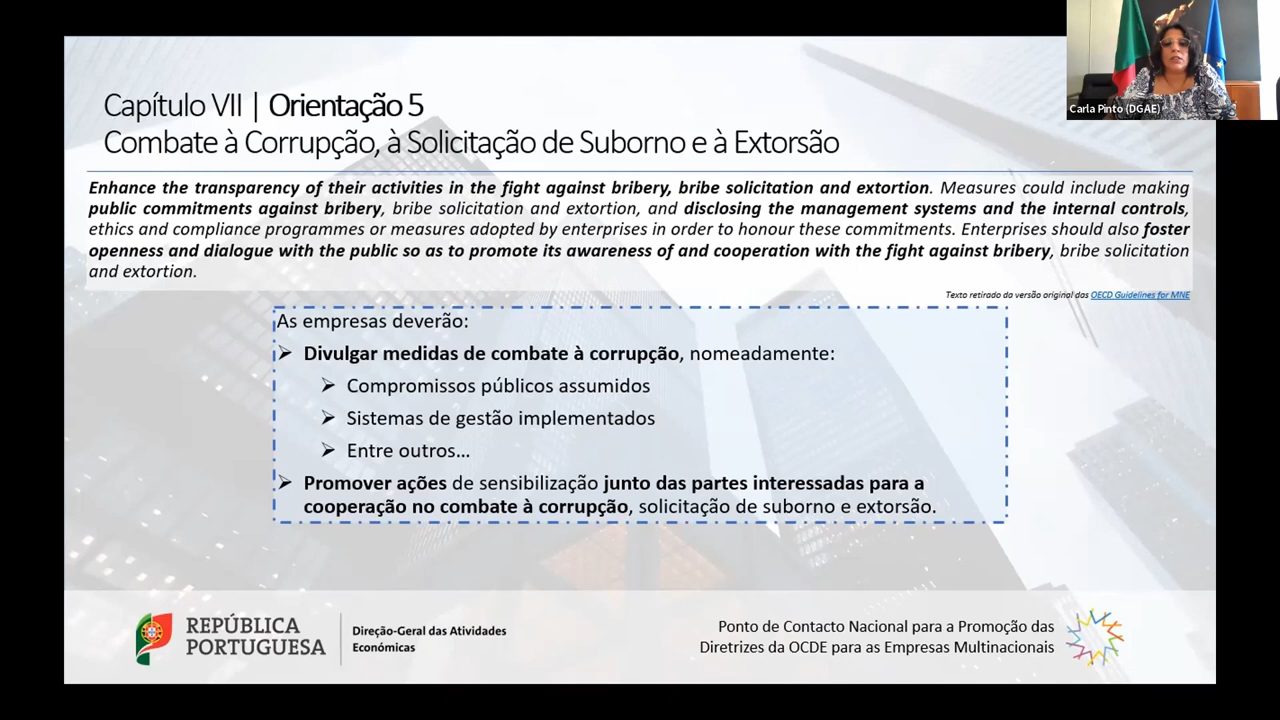 Carla Pinto (DGAE)
Capítulo VII | Orientação 5
Combate à Corrupção, à Solicitação de Suborno e à Extorsão
Enhance the transparency of their activities in the fight against bribery, bribe solicitation and extortion. Measures could include making
public commitments against bribery, bribe solicitation and extortion, and disclosing the management systems and the internal controls,
ethics and compliance programmes or measures adopted by enterprises in order to honour these commitments. Enterprises should also foster
openness and dialogue with the public so as to promote its awareness of and cooperation with the fight against bribery, bribe solicitation
and extortion.
Texto retirado da versão original das OECD Guidelines for MNE
As empresas deverão:
➢ Divulgar medidas de combate à corrupção, nomeadamente:
➢ Compromissos públicos assumidos
➢ Sistemas de gestão implementados
➢ Entre outros...
➢ Promover ações de sensibilização junto das partes interessadas para a
cooperação no combate à corrupção, solicitação de suborno e extorsão.
REPÚBLICA
PORTUGUESA
Direção-Geral das Atividades
Económicas
Ponto de Contacto Nacional para a Promoção das
Diretrizes da OCDE para as Empresas Multinacionais